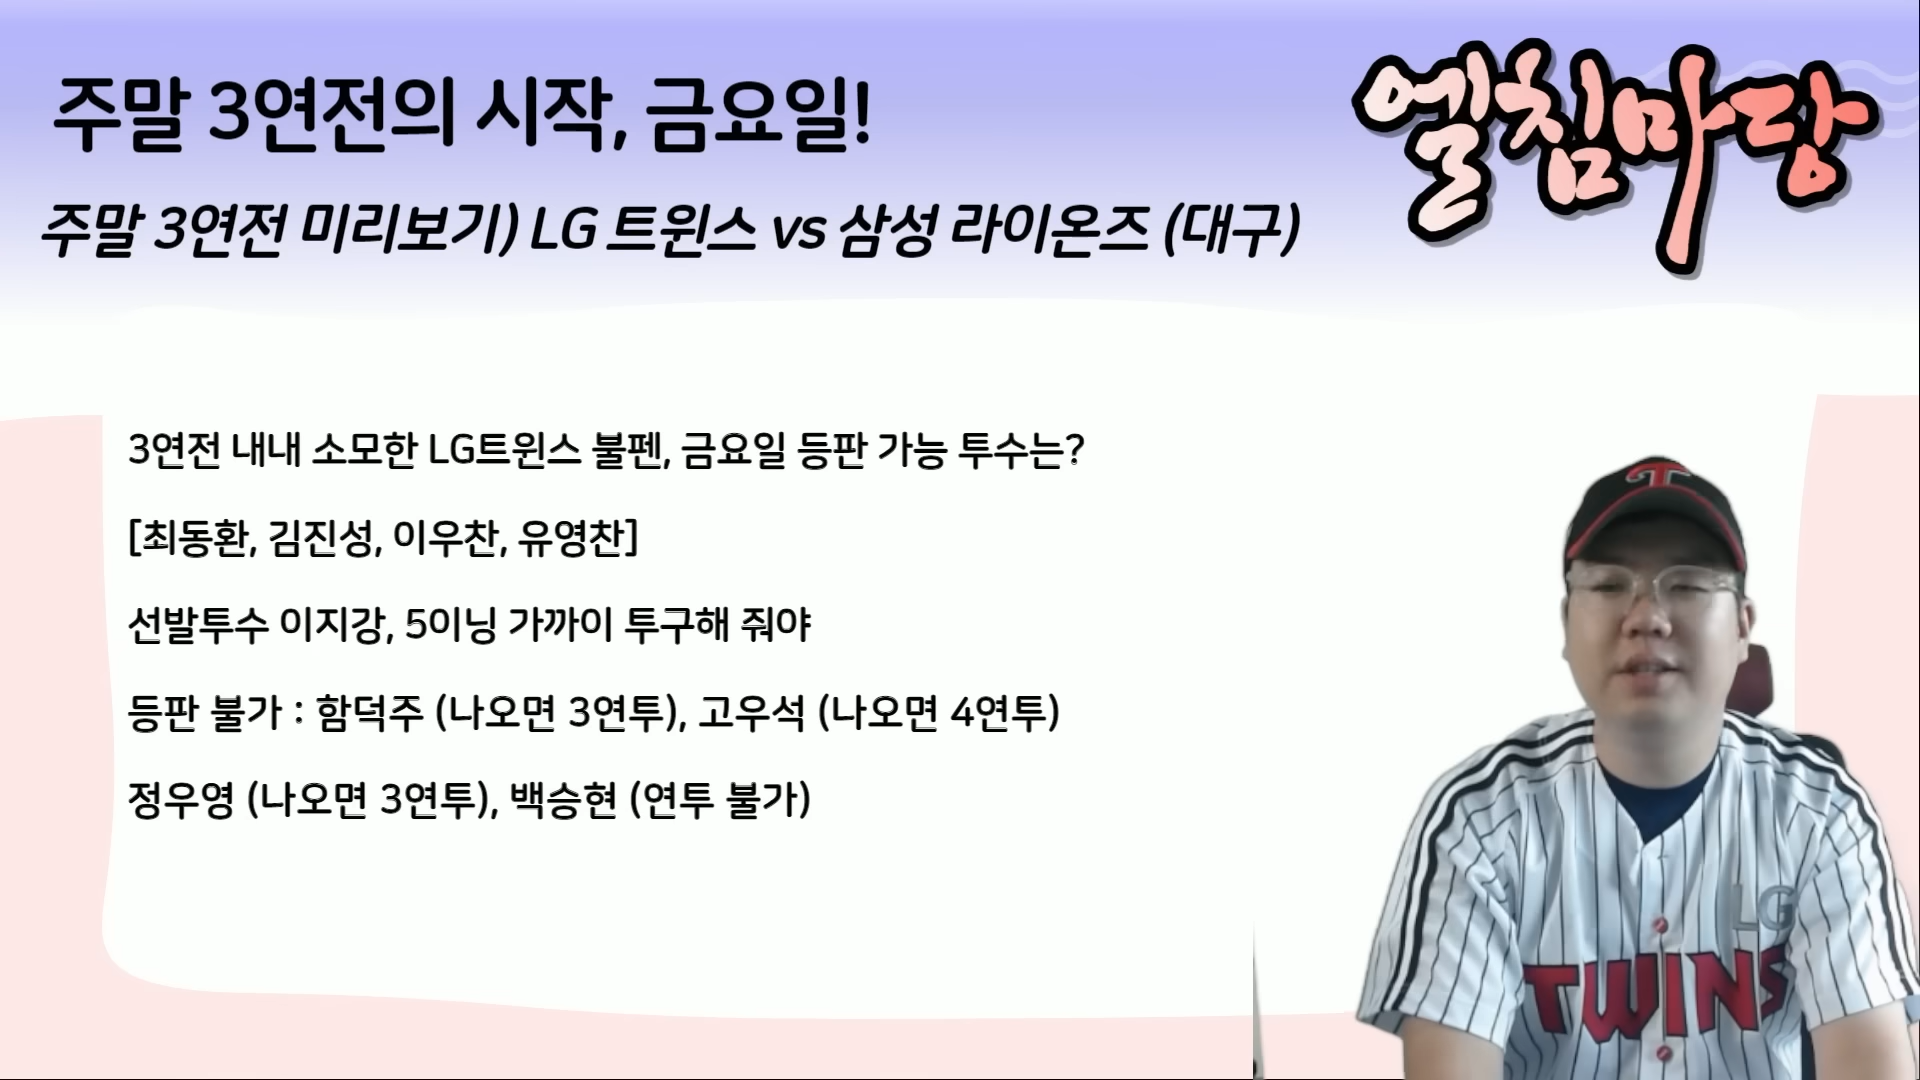 주말 3연전의 시작, 금요일!
엘침마당
주말 3연전 미리보기) LG 트윈스 vs 삼성 라이온즈 (대구)
3연전 내내 소모한 LG트윈스 불펜, 금요일 등판 가능 투수는?
[최동환, 김진성, 이우찬, 유영찬]
선발투수 이지강, 5이닝 가까이 투구해 줘야
등판 불가 : 함덕주 (나오면 3연투), 고우석 (나오면 4연투)
정우영 (나오면 3연투), 백승현 (연투 불가)
T
LG
TWINS